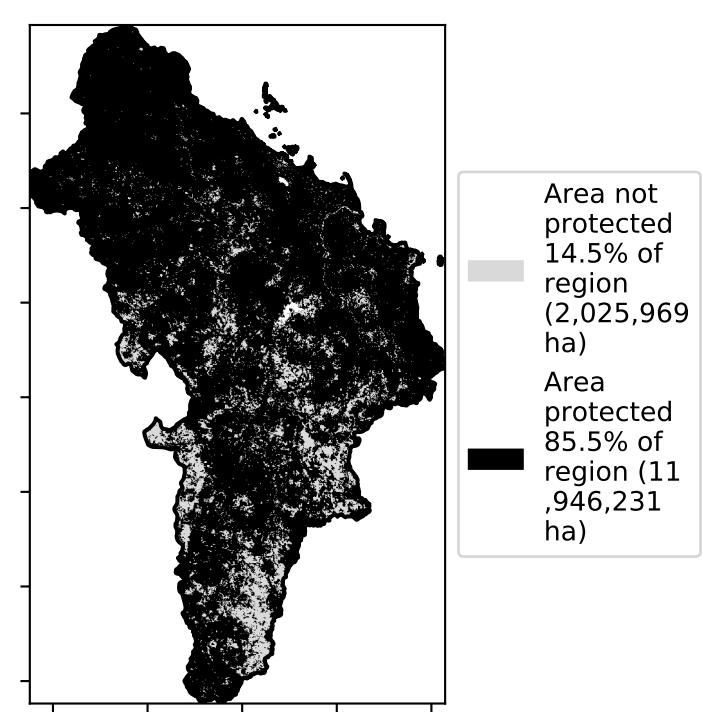 Area not
protected
14.5% of
region
(2,025,969
ha)
Area
protected
85.5% of
region (11
,946,231
ha)